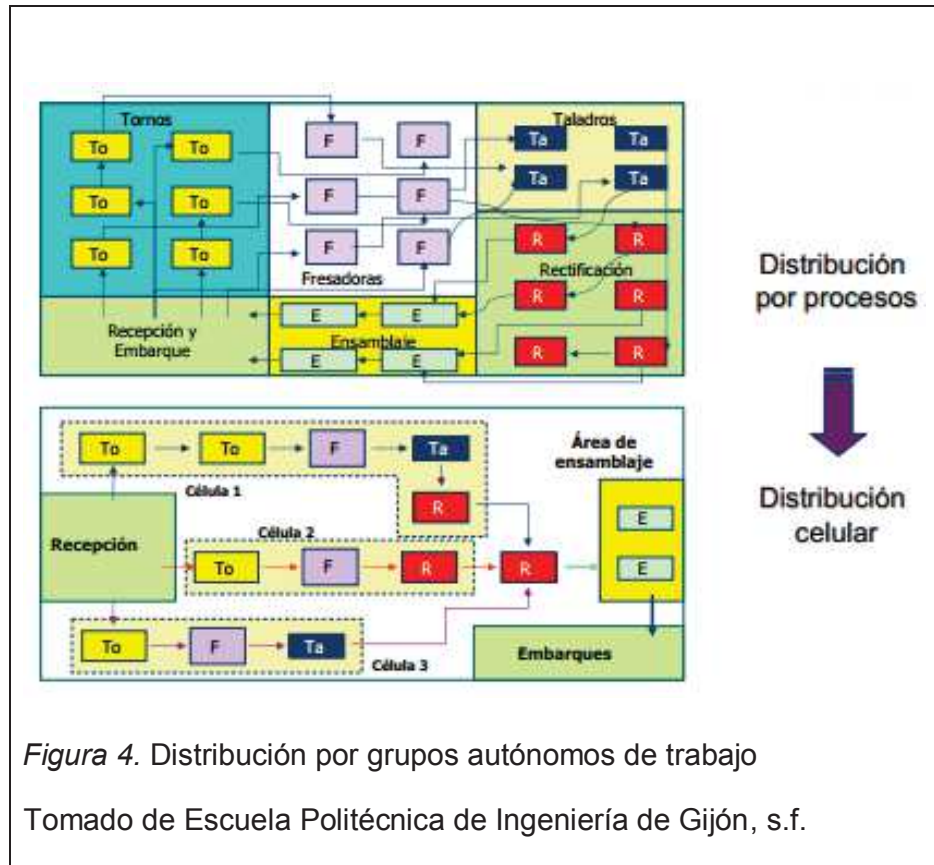 Tornos
Taladros
To
To
F
F
Ta
Ta
Ta
Ta
To
To
F
F
To
To
F
F
R
R
Fresadoras
Rectificación
R
R
Recepción y
Embarque
E
E
Ensamblaje
E
E
R
R
Distribución
por procesos
To
To
F
Ta
Área de
ensamblaje
Célula 1
R
E
Recepción
Célula 2
To
F
R
R
E
To
F
Ta
Célula 3
Embarques
Distribución
celular
Figura 4. Distribución por grupos autónomos de trabajo
Tomado de Escuela Politécnica de Ingeniería de Gijón, s.f.